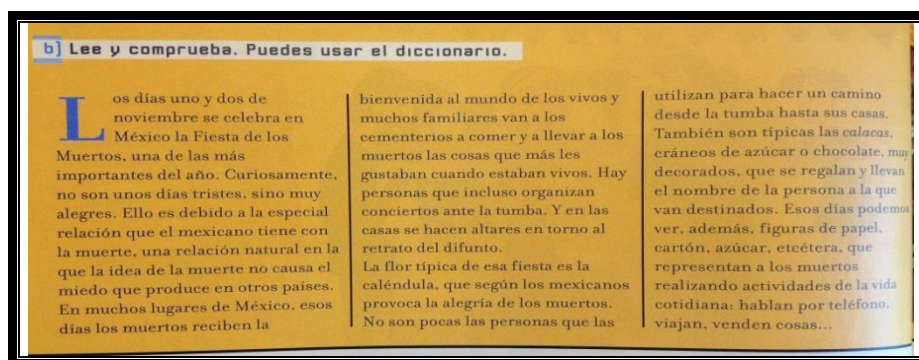 b] Lee y comprueba. Puedes usar el diccionario.
Los días uno y dos de
noviembre se celebra en
México la Fiesta de los
Muertos, una de las más
importantes del año. Curiosamente,
no son unos días tristes, sino muy
alegres. Ello es debido a la especial
relación que el mexicano tiene con
la muerte, una relación natural en la
que la idea de la muerte no causa el
miedo que produce en otros países.
En muchos lugares de México, esos
días los muertos reciben la
bienvenida al mundo de los vivos y
muchos familiares van a los
cementerios a comer y a llevar a los
muertos las cosas que más les
gustaban cuando estaban vivos. Hay
personas que incluso organizan
conciertos ante la tumba. Y en las
casas se hacen altares en torno al
retrato del difunto.
La flor típica de esa fiesta es la
caléndula, que según los mexicanos
provoca la alegría de los muertos.
No son pocas las personas que las
utilizan para hacer un camino
desde la tumba hasta sus casas.
También son típicas las calacas,
cráneos de azúcar o chocolate, muy
decorados, que se regalan y llevan
el nombre de la persona a la que
van destinados. Esos días podemos
ver, además, figuras de papel,
cartón, azúcar, etcétera, que
representan a los muertos
realizando actividades de la vida
cotidiana: hablan por teléfono,
viajan, venden cosas...